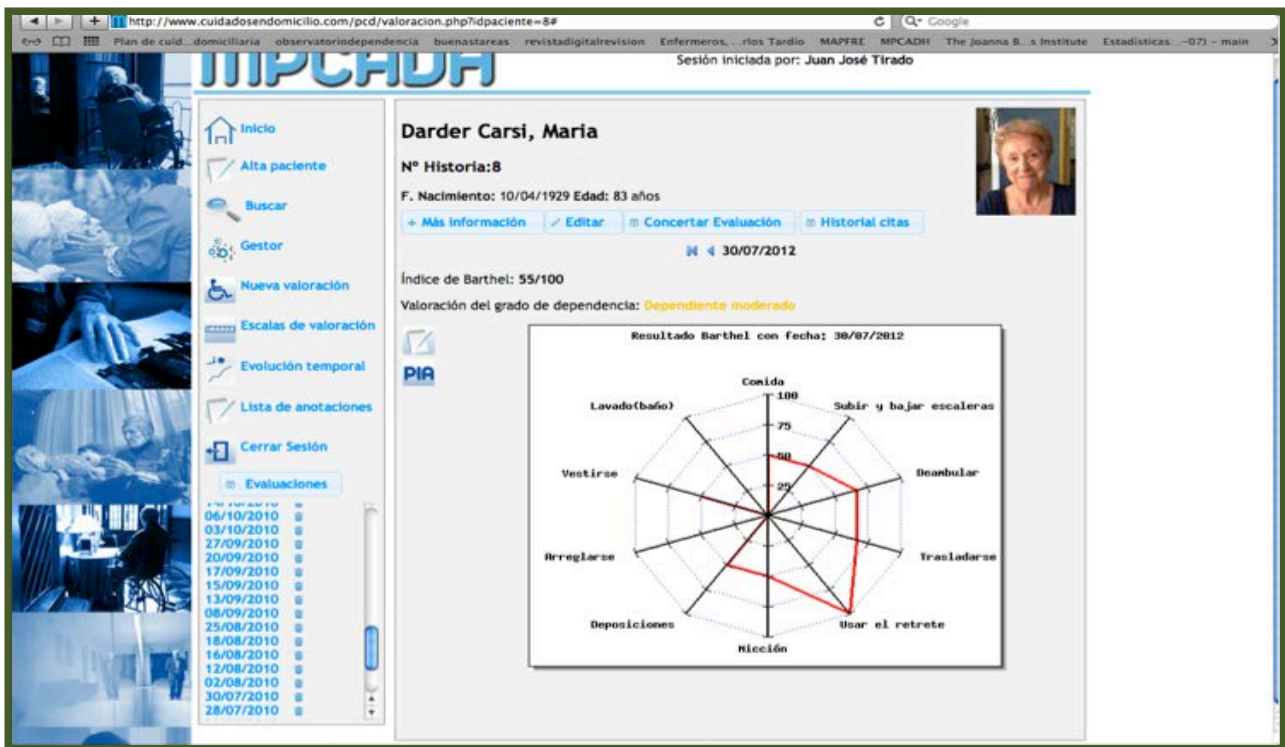 http://www.cuidadosendomicilio.com/pcd/valoracion.php?idpaciente=8#
Google
Plan de cuid...domiciliaria observatoriodependencia buenastareas revistadigitalrevision Enfermeros, ...rlos Tardío MAPFRE MPCADH The Joanna B...s Institute Estadísticas...-07) - main
MPCADH
Sesión iniciada por: Juan José Tirado
Inicio
Alta paciente
Buscar
Gestor
Nueva valoración
Escalas de valoración
Evolución temporal
Lista de anotaciones
Cerrar Sesión
Evaluaciones
14/10/2010
06/10/2010
03/10/2010
27/09/2010
20/09/2010
17/09/2010
15/09/2010
13/09/2010
08/09/2010
25/08/2010
18/08/2010
16/08/2010
12/08/2010
02/08/2010
30/07/2010
28/07/2010
Darder Carsi, Maria
Nº Historia:8
F. Nacimiento: 10/04/1929 Edad: 83 años
+ Más información Editar Concertar Evaluación Historial citas
30/07/2012
Índice de Barthel: 55/100
Valoración del grado de dependencia: Dependiente moderado
PIA
Resultado Barthel con fecha: 30/07/2012
Comida
100
Lavado(baño)
Subir y bajar escaleras
75
50
Vestirse
Deambular
25
Arreglarse
Trasladarse
Deposiciones
Usar el retrete
Micción